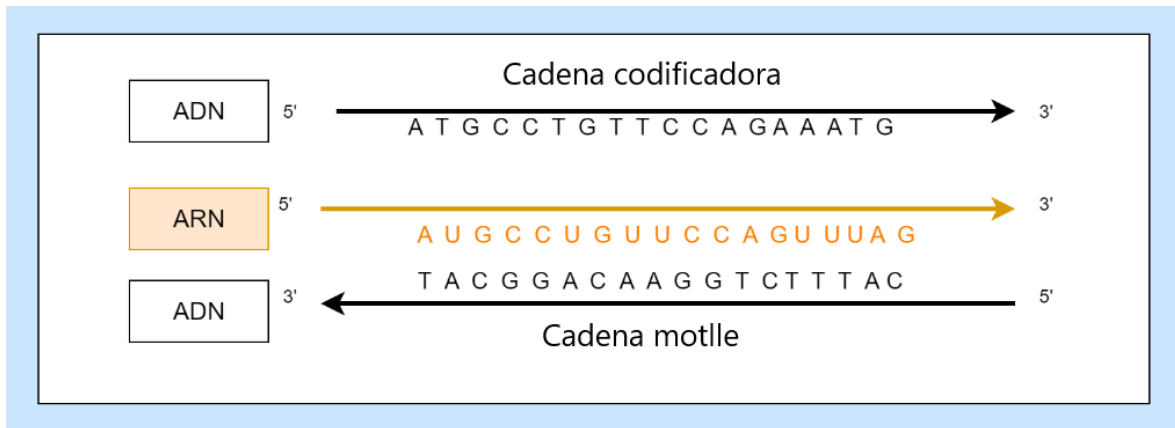 Cadena codificadora
ADN 5' 3'
A T G C C T G T T C C A G A A A T G
ARN 5' 3'
A U G C C U G U U C C A G U U U A G
T A C G G A C A A G G T C T T T A C
ADN 3' 5'
Cadena motlle